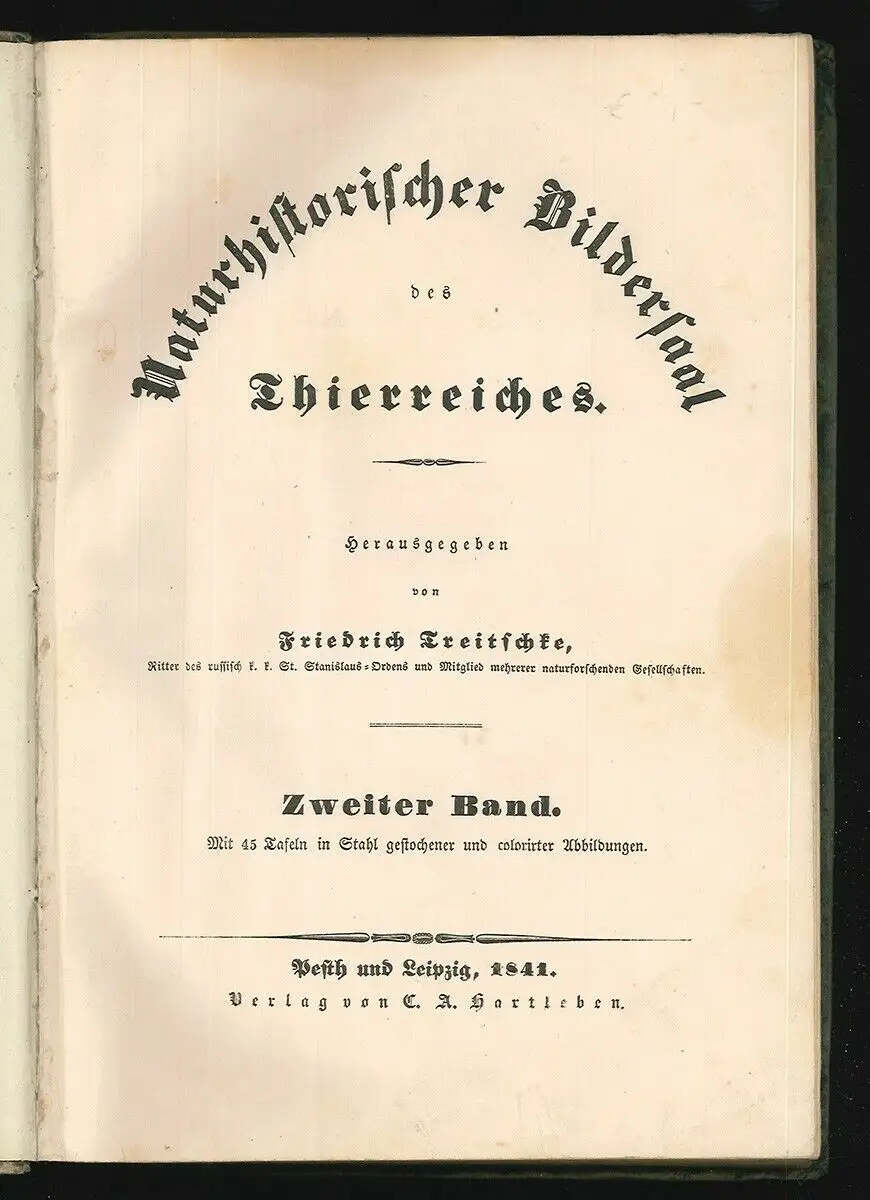 Naturhistorischer Bildersaal
des
Thierreiches.
Herausgegeben
von
Friedrich Treitschke,
Ritter des russisch k. k. St. Stanislaus-Ordens und Mitglied mehrerer naturforschenden Gesellschaften.
Zweiter Band.
Mit 45 Tafeln in Stahl gestochener und colorirter Abbildungen.
Pesth und Leipzig, 1841.
Verlag von C. A. Hartleben.